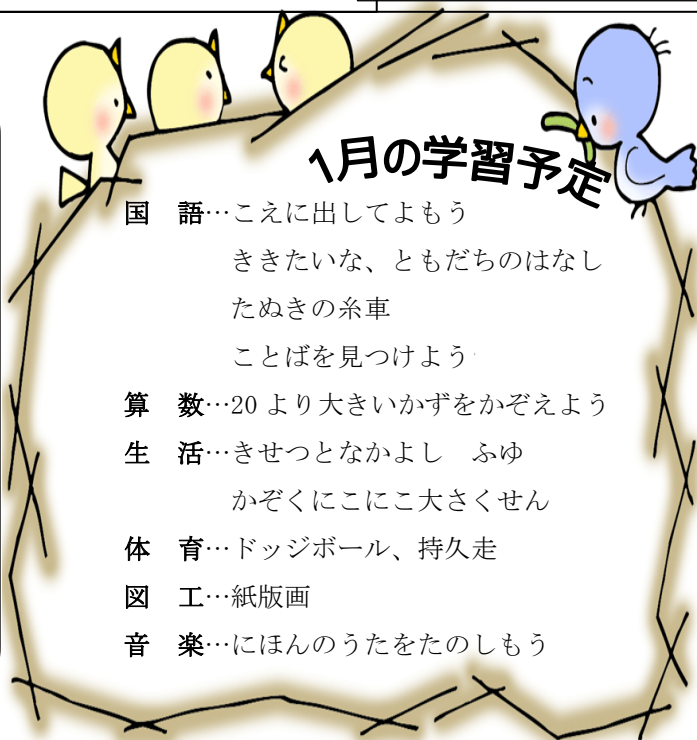 1月の学習予定
国　語…こえに出してよもう
ききたいな、ともだちのはなし
たぬきの糸車
ことばを見つけよう
算　数…20より大きいかずをかぞえよう
生　活…きせつとなかよし　ふゆ
かぞくにこにこ大さくせん
体　育…ドッジボール、持久走
図　工…紙版画
音　楽…にほんのうたをたのしもう